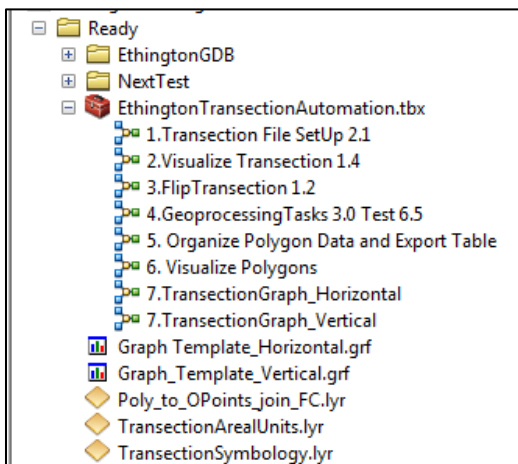 Ready
EthingtonGDB
NextTest
EthingtonTransectionAutomation.tbx
1.Transection File SetUp 2.1
2.Visualize Transection 1.4
3.FlipTransection 1.2
4.GeoprocessingTasks 3.0 Test 6.5
5. Organize Polygon Data and Export Table
6. Visualize Polygons
7.TransectionGraph_Horizontal
7.TransectionGraph_Vertical
Graph Template_Horizontal.grf
Graph_Template_Vertical.grf
Poly_to_OPoints_join_FC.lyr
TransectionArealUnits.lyr
TransectionSymbology.lyr